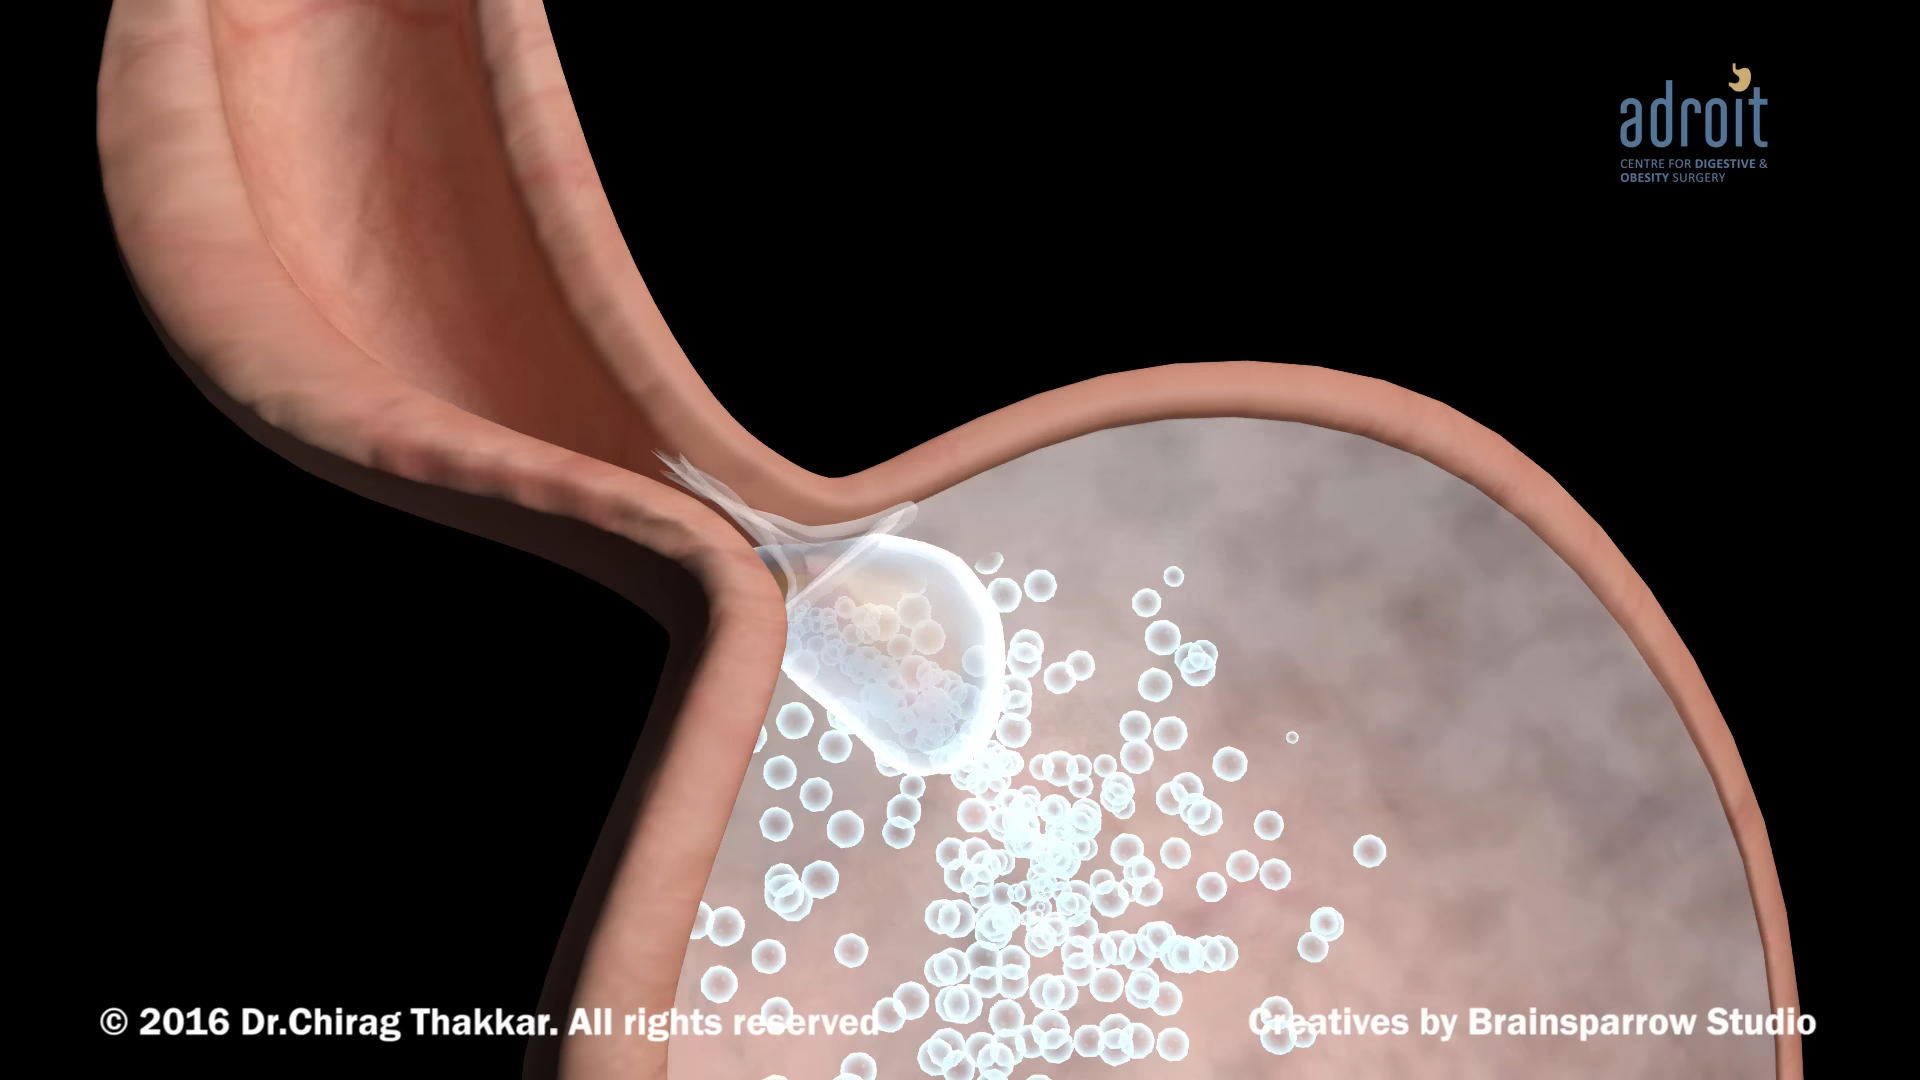 adroit
CENTRE FOR DIGESTIVE &
OBESITY SURGERY
© 2016 Dr.Chirag Thakkar. All rights reserved
Creatives by Brainsparrow Studio